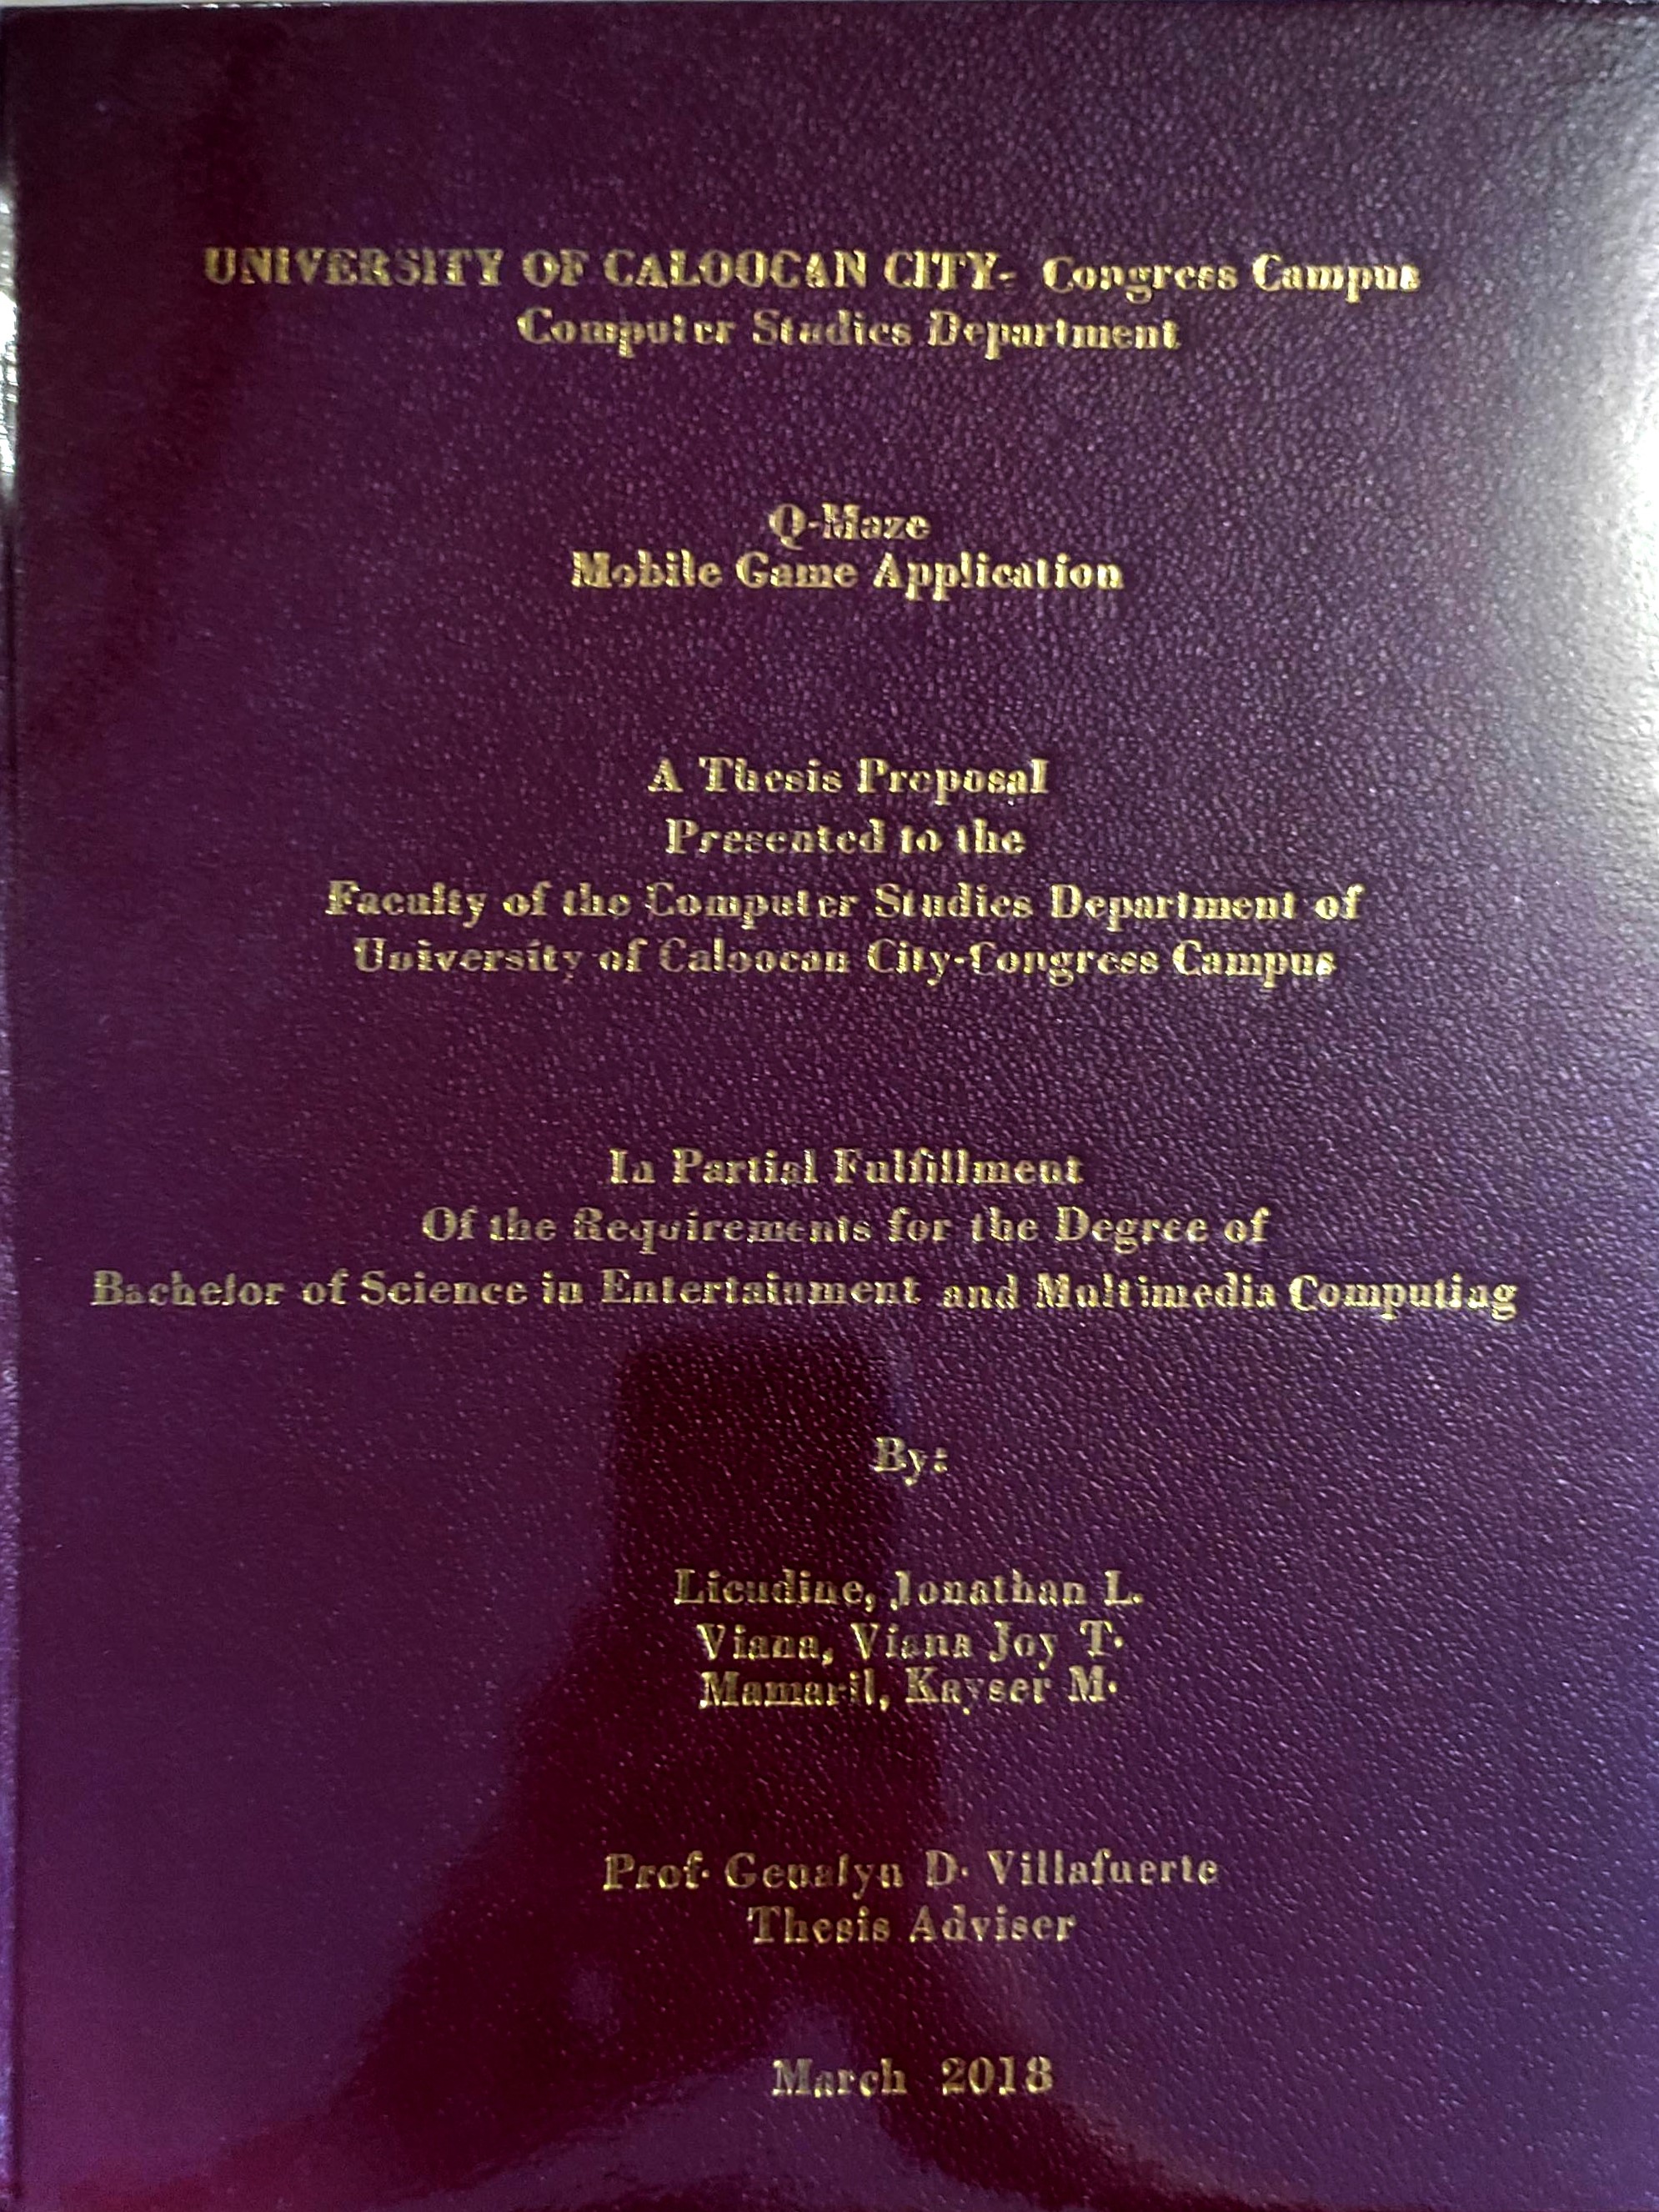 UNIVERSITY OF CALOOCAN CITY- Congress Campus
Computer Studies Department
Q-Maze
Mobile Game Application
A Thesis Proposal
Presented to the
Faculty of the Computer Studies Department of
University of Caloocan City-Congress Campus
In Partial Fulfillment
Of the Requirements for the Degree of
Bachelor of Science in Entertainment and Multimedia Computing
By:
Licudine, Jonathan L.
Viana, Viana Joy T.
Mamaril, Kayser M.
Prof. Genalyn D. Villafuerte
Thesis Adviser
March 2018